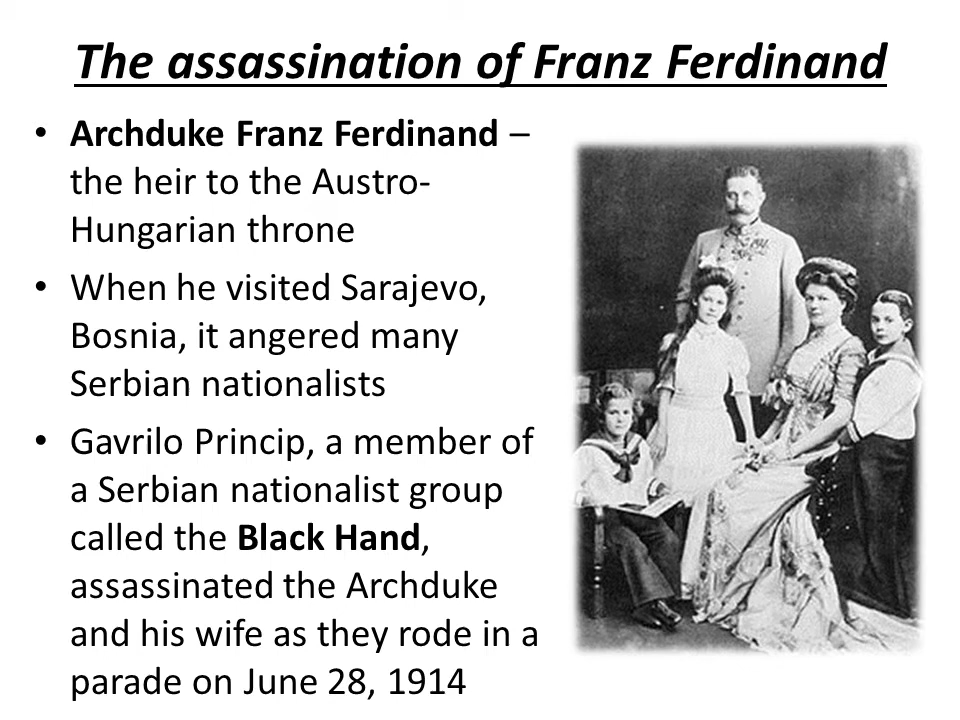 The assassination of Franz Ferdinand
• Archduke Franz Ferdinand –
the heir to the Austro-
Hungarian throne
• When he visited Sarajevo,
Bosnia, it angered many
Serbian nationalists
• Gavrilo Princip, a member of
a Serbian nationalist group
called the Black Hand,
assassinated the Archduke
and his wife as they rode in a
parade on June 28, 1914